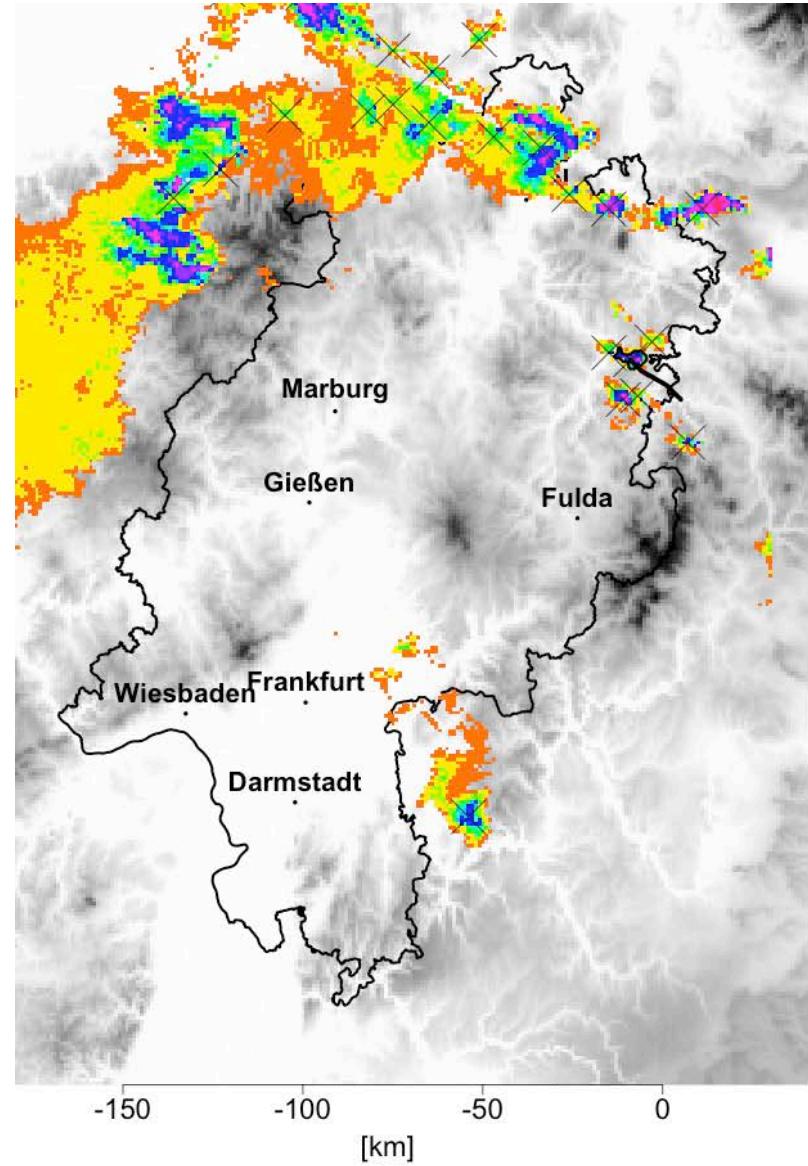 Marburg
Gießen
Fulda
Wiesbaden
Frankfurt
Darmstadt
-150 -100 -50 0
[km]